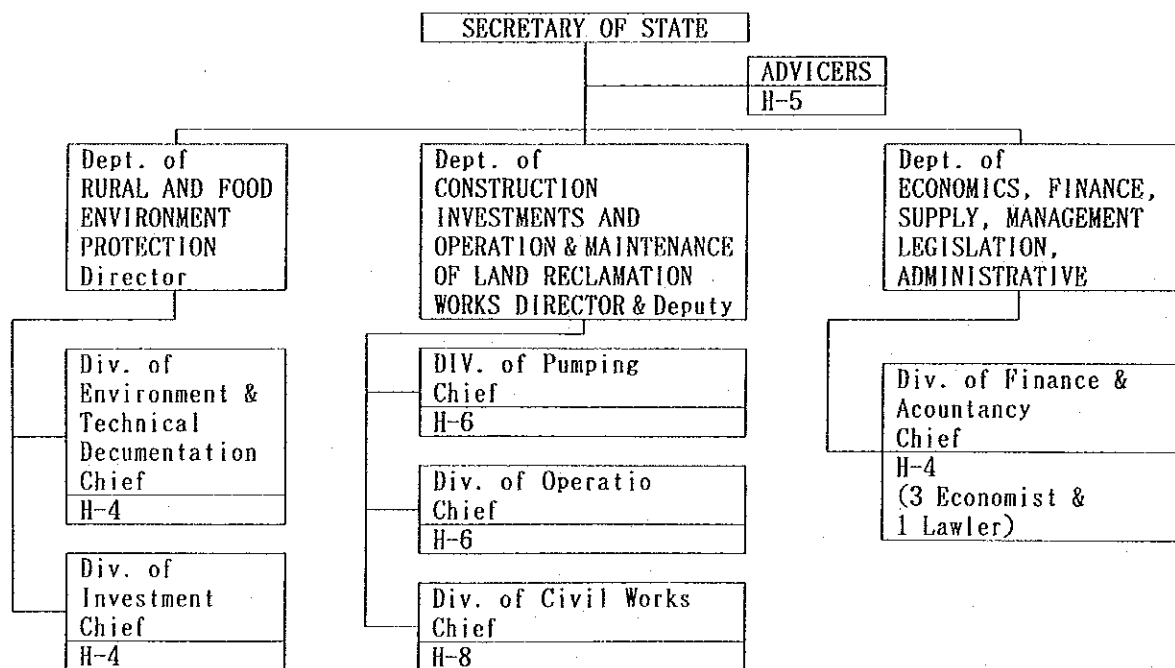 SECRETARY OF STATE
ADVICERS
H-5
Dept. of
RURAL AND FOOD
ENVIRONMENT
PROTECTION
Director
Dept. of
CONSTRUCTION
INVESTMENTS AND
OPERATION & MAINTENANCE
OF LAND RECLAMATION
WORKS DIRECTOR & Deputy
Dept. of
ECONOMICS, FINANCE,
SUPPLY, MANAGEMENT
LEGISLATION,
ADMINISTRATIVE
Div. of
Environment &
Technical
Decumentation
Chief
H-4
Div. of
Investment
Chief
H-4
DIV. of Pumping
Chief
H-6
Div. of Operatio
Chief
H-6
Div. of Civil Works
Chief
H-8
Div. of Finance &
Acountancy
Chief
H-4
(3 Economist &
1 Lawler)